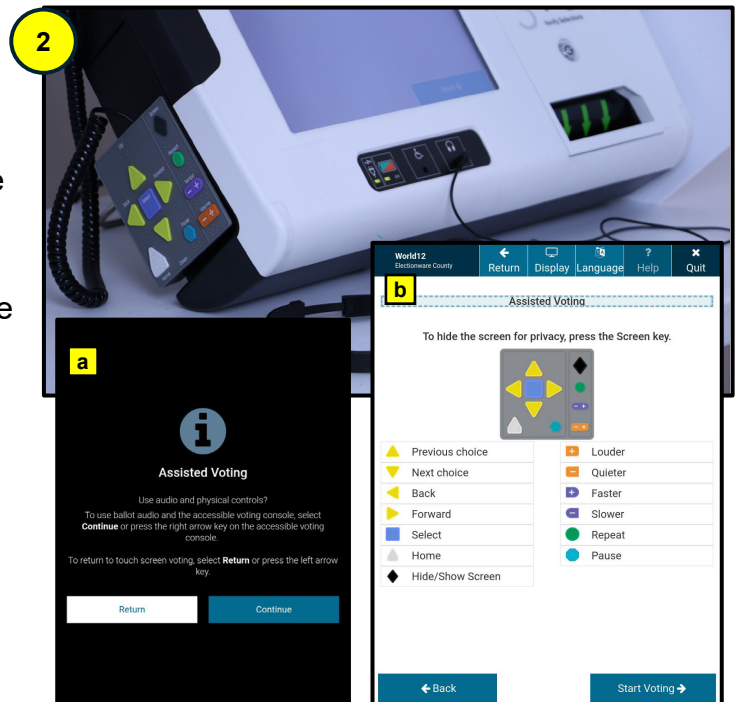 2
e
e
Verify Selections
a
Assisted Voting
Use audio and physical controls?
To use ballot audio and the accessible voting console, select
Continue or press the right arrow key on the accessible voting
console.
To return to touch screen voting, select Return or press the left arrow
key.
Return
Continue
World12
Electionware County
Return
Display
Language
Help
Quit
b
Assisted Voting
To hide the screen for privacy, press the Screen key.
Previous choice
Next choice
Back
Forward
Select
Home
Hide/Show Screen
Louder
Quieter
Faster
Slower
Repeat
Pause
Back
Start Voting